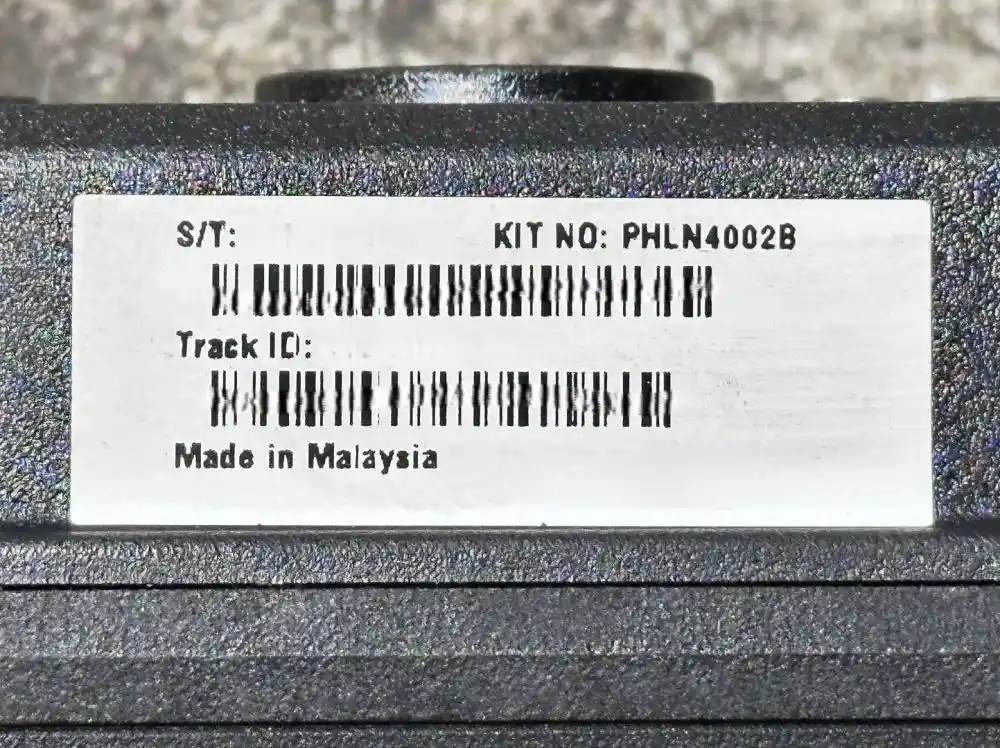 S/T: KIT NO: PHLN4002B
Track ID:
Made in Malaysia